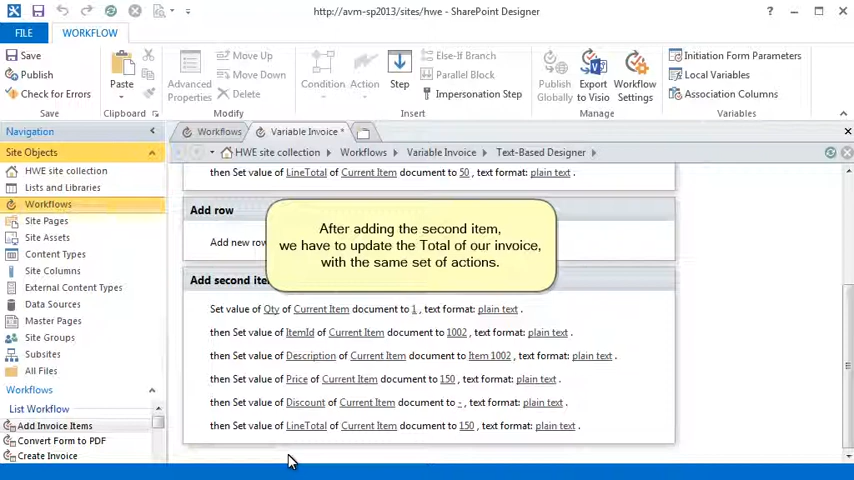 http://avm-sp2013/sites/hwe - SharePoint Designer
FILE
WORKFLOW
Save
Publish
Check for Errors
Save
Paste
Clipboard
Advanced Properties
Move Up
Move Down
Delete
Modify
Condition
Action
Step
Else-If Branch
Parallel Block
Impersonation Step
Insert
Publish Globally
Export to Visio
Workflow Settings
Manage
Initiation Form Parameters
Local Variables
Association Columns
Variables
Navigation
Workflows
Variable Invoice *
Site Objects
HWE site collection
Workflows
Variable Invoice
Text-Based Designer
HWE site collection
Lists and Libraries
Workflows
Site Pages
Site Assets
Content Types
Site Columns
External Content Types
Data Sources
Master Pages
Site Groups
Subsites
All Files
Workflows
List Workflow
Add Invoice Items
Convert Form to PDF
Create Invoice
then Set value of LineTotal of Current Item document to 50 , text format: plain text .
Add row
Add new row
After adding the second item,
we have to update the Total of our invoice,
with the same set of actions.
Add second ite
Set value of Qty of Current Item document to 1 , text format: plain text .
then Set value of ItemId of Current Item document to 1002 , text format: plain text .
then Set value of Description of Current Item document to Item 1002 , text format: plain text .
then Set value of Price of Current Item document to 150 , text format: plain text .
then Set value of Discount of Current Item document to - , text format: plain text .
then Set value of LineTotal of Current Item document to 150 , text format: plain text .